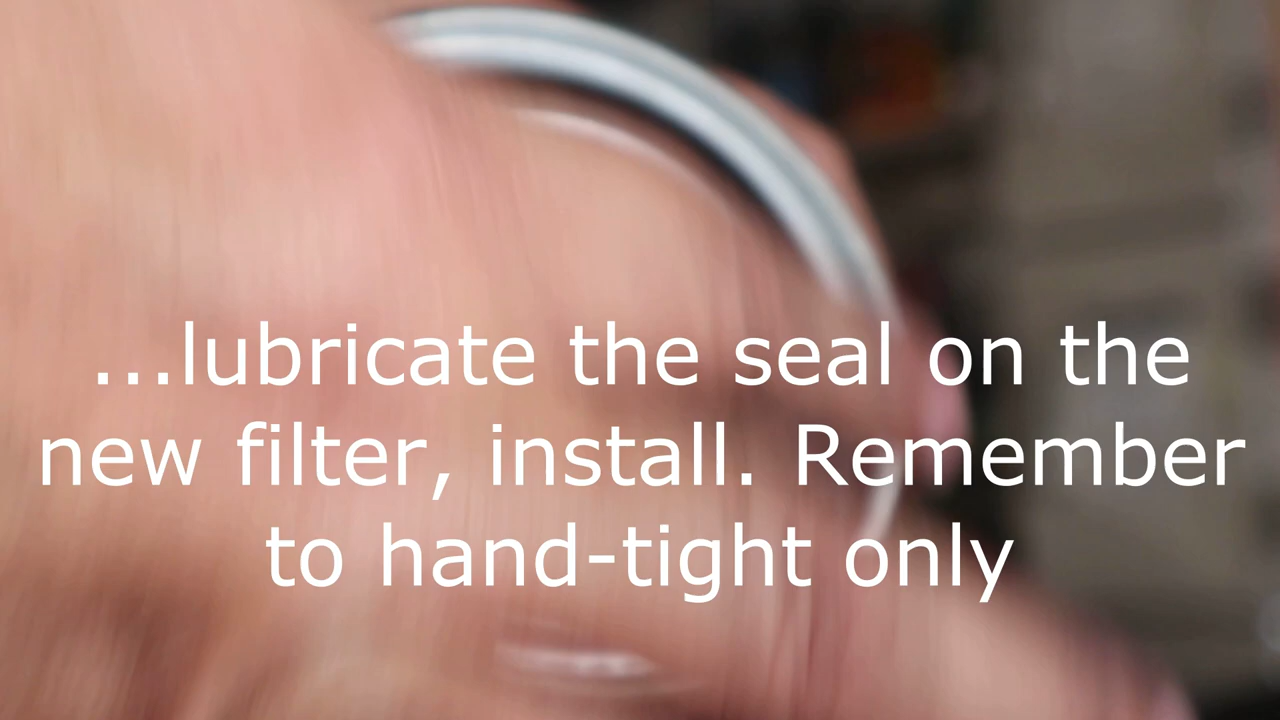 ...lubricate the seal on the
new filter, install. Remember
to hand-tight only